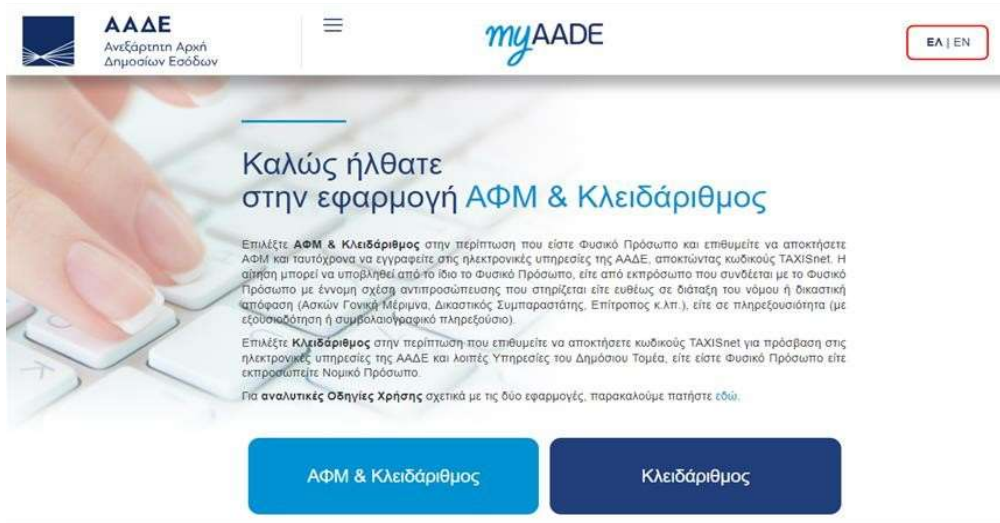 ΑΑΔΕ
Ανεξάρτητη Αρχή
Δημοσίων Εσόδων
myAADE
ΕΛ | EN
Καλώς ήλθατε
στην εφαρμογή ΑΦΜ & Κλειδάριθμος
Επιλέξτε ΑΦΜ & Κλειδάριθμος στην περίπτωση που είστε Φυσικό Πρόσωπο και επιθυμείτε να αποκτήσετε
ΑΦΜ και ταυτόχρονα να εγγραφείτε στις ηλεκτρονικές υπηρεσίες της ΑΑΔΕ, αποκτώντας κωδικούς TAXISnet. Η
αίτηση μπορεί να υποβληθεί από το ίδιο το Φυσικό Πρόσωπο, είτε από εκπρόσωπο που συνδέεται με το Φυσικό
Πρόσωπο με έννομη σχέση αντιπροσώπευσης που στηρίζεται είτε ευθέως σε διάταξη του νόμου ή δικαστική
απόφαση (Ασκών Γονική Μέριμνα, Δικαστικός Συμπαραστάτης, Επίτροπος κ.λπ.), είτε σε πληρεξουσιότητα (με
εξουσιοδότηση ή συμβολαιογραφικό πληρεξούσιο).
Επιλέξτε Κλειδάριθμος στην περίπτωση που επιθυμείτε να αποκτήσετε κωδικούς TAXISnet για πρόσβαση στις
ηλεκτρονικές υπηρεσίες της ΑΑΔΕ και λοιπές Υπηρεσίες του Δημόσιου Τομέα, είτε είστε Φυσικό Πρόσωπο είτε
εκπροσωπείτε Νομικό Πρόσωπο.
Για αναλυτικές Οδηγίες Χρήσης σχετικά με τις δύο εφαρμογές, παρακαλούμε πατήστε εδώ.
ΑΦΜ & Κλειδάριθμος
Κλειδάριθμος